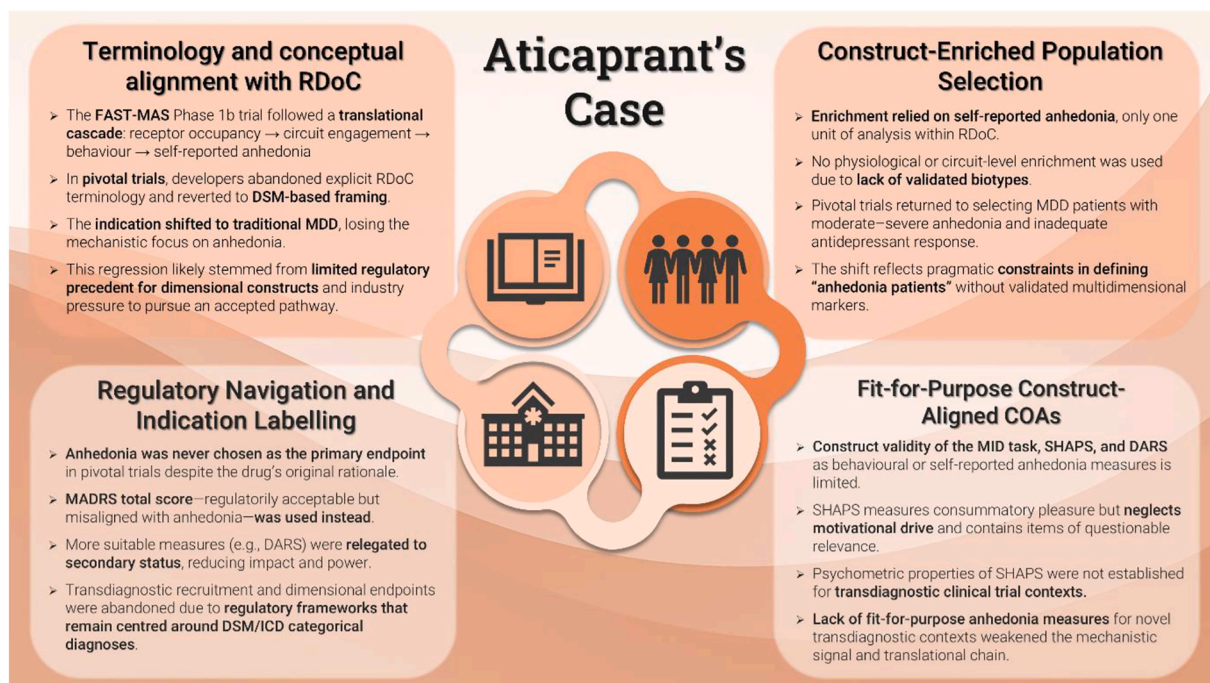 Aticaprant's
Case
Terminology and conceptual
alignment with RDoC
➤ The FAST-MAS Phase 1b trial followed a translational
cascade: receptor occupancy → circuit engagement →
behaviour → self-reported anhedonia
➤ In pivotal trials, developers abandoned explicit RDoC
terminology and reverted to DSM-based framing.
➤ The indication shifted to traditional MDD, losing the
mechanistic focus on anhedonia.
➤ This regression likely stemmed from limited regulatory
precedent for dimensional constructs and industry
pressure to pursue an accepted pathway.
Construct-Enriched Population
Selection
➤ Enrichment relied on self-reported anhedonia, only one
unit of analysis within RDoC.
➤ No physiological or circuit-level enrichment was used
due to lack of validated biotypes.
➤ Pivotal trials returned to selecting MDD patients with
moderate–severe anhedonia and inadequate
antidepressant response.
➤ The shift reflects pragmatic constraints in defining
"anhedonia patients" without validated multidimensional
markers.
Regulatory Navigation and
Indication Labelling
➤ Anhedonia was never chosen as the primary endpoint
in pivotal trials despite the drug's original rationale.
➤ MADRS total score—regulatorily acceptable but
misaligned with anhedonia—was used instead.
➤ More suitable measures (e.g., DARS) were relegated to
secondary status, reducing impact and power.
➤ Transdiagnostic recruitment and dimensional endpoints
were abandoned due to regulatory frameworks that
remain centred around DSM/ICD categorical
diagnoses.
Fit-for-Purpose Construct-
Aligned COAs
➤ Construct validity of the MID task, SHAPS, and DARS
as behavioural or self-reported anhedonia measures is
limited.
➤ SHAPS measures consummatory pleasure but neglects
motivational drive and contains items of questionable
relevance.
➤ Psychometric properties of SHAPS were not established
for transdiagnostic clinical trial contexts.
➤ Lack of fit-for-purpose anhedonia measures for novel
transdiagnostic contexts weakened the mechanistic
signal and translational chain.